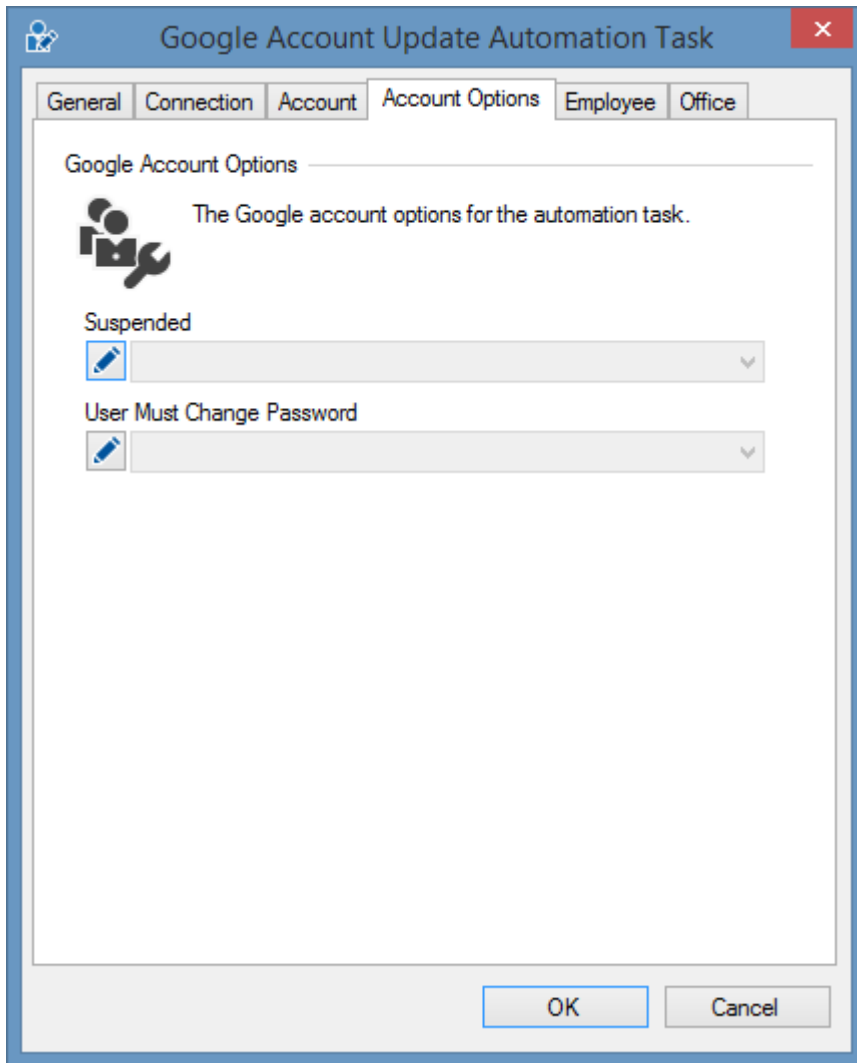 Google Account Update Automation Task
General Connection Account Account Options Employee Office
Google Account Options
The Google account options for the automation task.
Suspended
User Must Change Password
OK Cancel